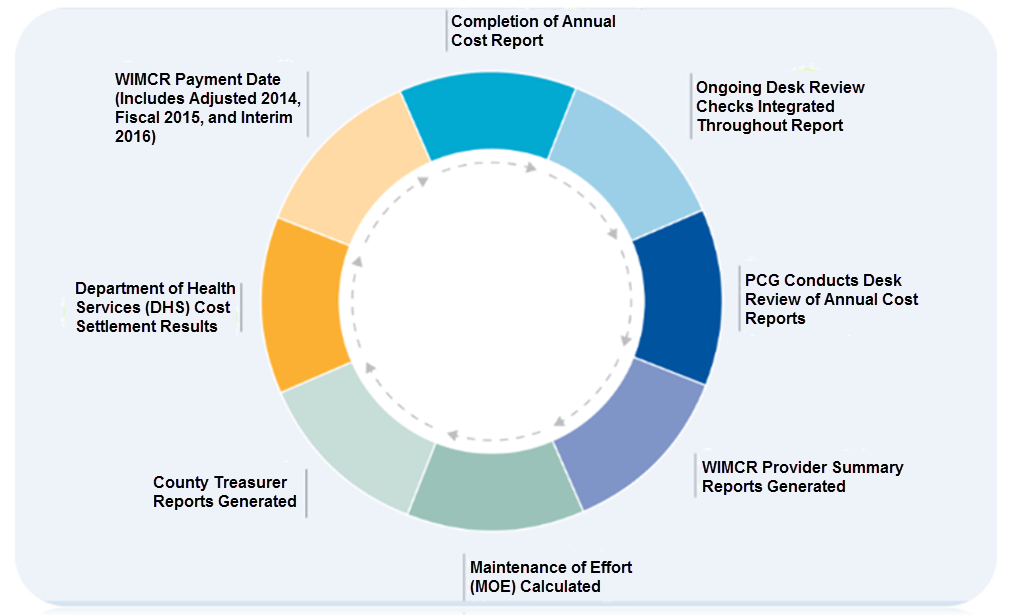 Completion of Annual
Cost Report
Ongoing Desk Review
Checks Integrated
Throughout Report
PCG Conducts Desk
Review of Annual Cost
Reports
WIMCR Provider Summary
Reports Generated
Maintenance of Effort
(MOE) Calculated
County Treasurer
Reports Generated
Department of Health
Services (DHS) Cost
Settlement Results
WIMCR Payment Date
(Includes Adjusted 2014,
Fiscal 2015, and Interim
2016)